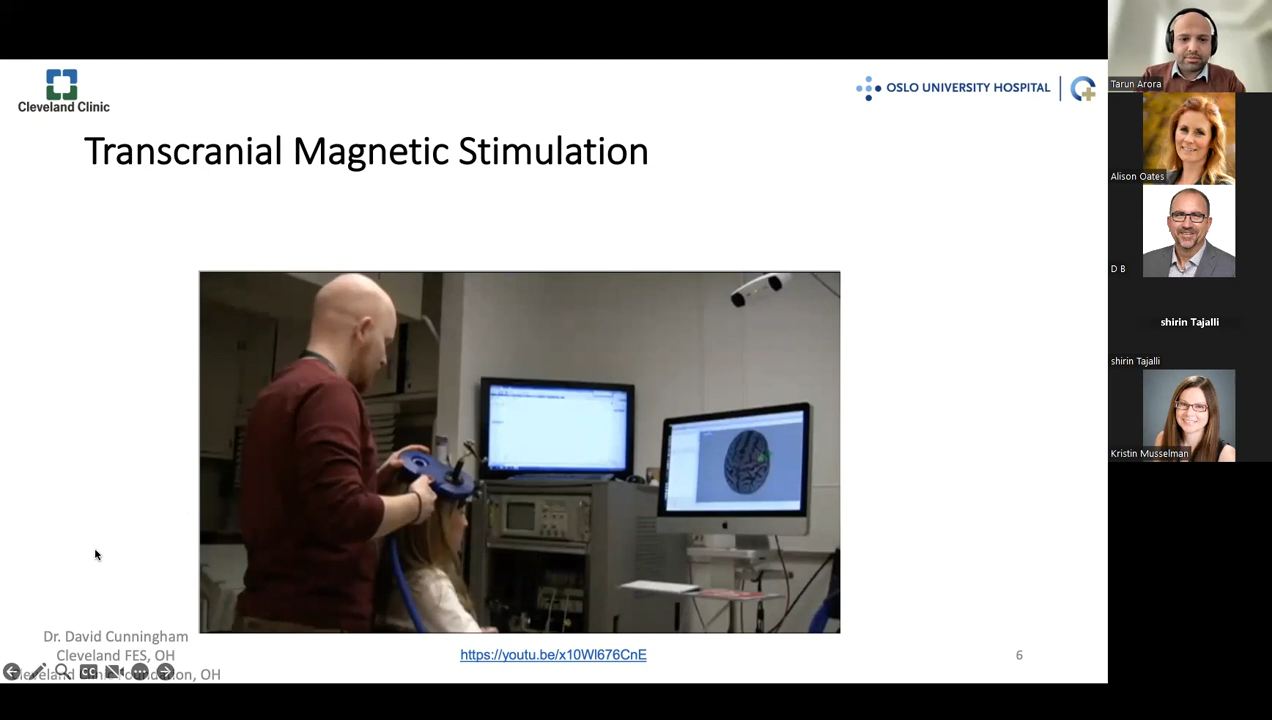 Cleveland Clinic
OSLO UNIVERSITY HOSPITAL
Transcranial Magnetic Stimulation
Dr. David Cunningham
Cleveland FES, OH
Cleveland Clinic Foundation, OH
CC
https://youtu.be/x10Wl676CnE
6
Tarun Arora
Alison Oates
D B
shirin Tajalli
shirin Tajalli
Kristin Musselman